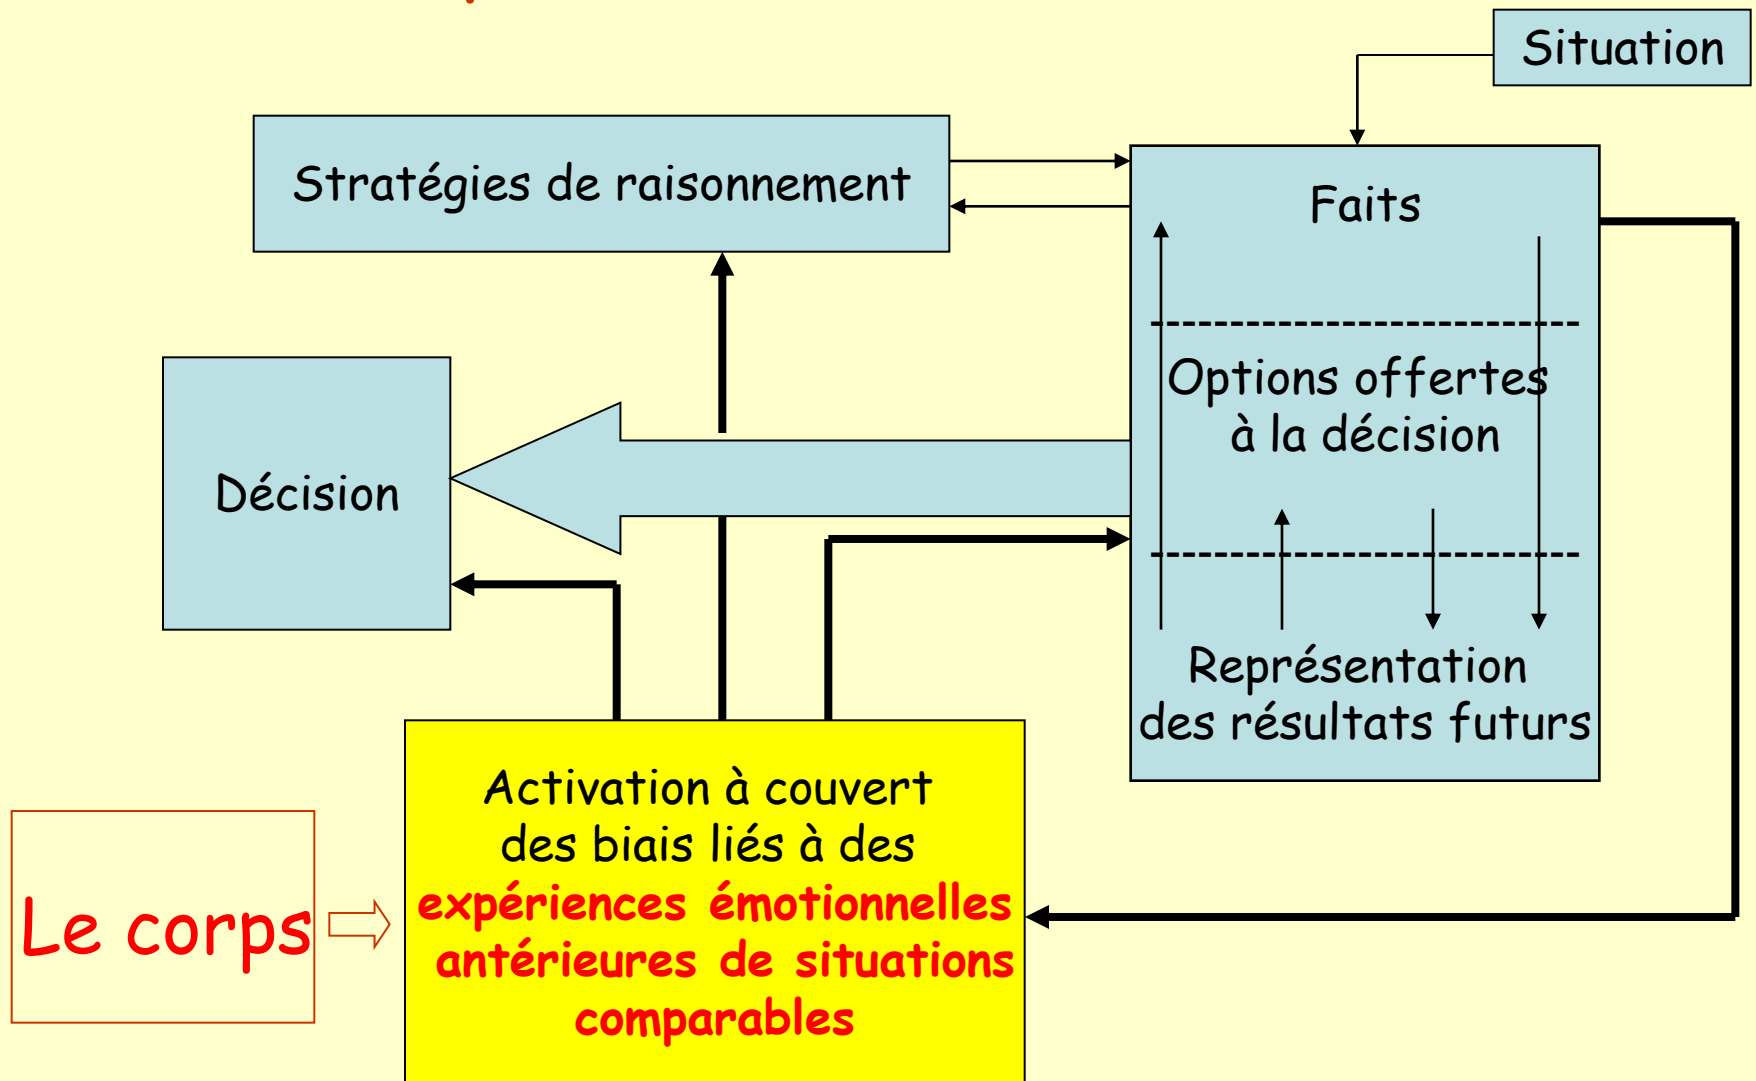 Situation
Stratégies de raisonnement
Faits
Options offertes
à la décision
Décision
Représentation
des résultats futurs
Activation à couvert
des biais liés à des
expériences émotionnelles
antérieures de situations
comparables
Le corps